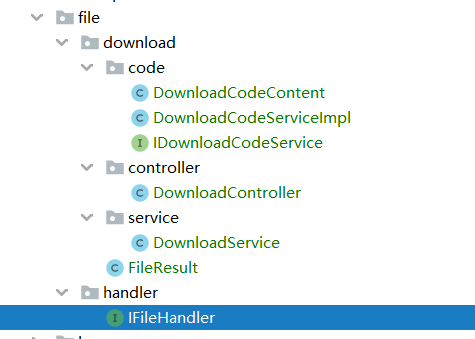 file
download
code
DownloadCodeContent
DownloadCodeServiceImpl
IDownloadCodeService
controller
DownloadController
service
DownloadService
FileResult
handler
IFileHandler